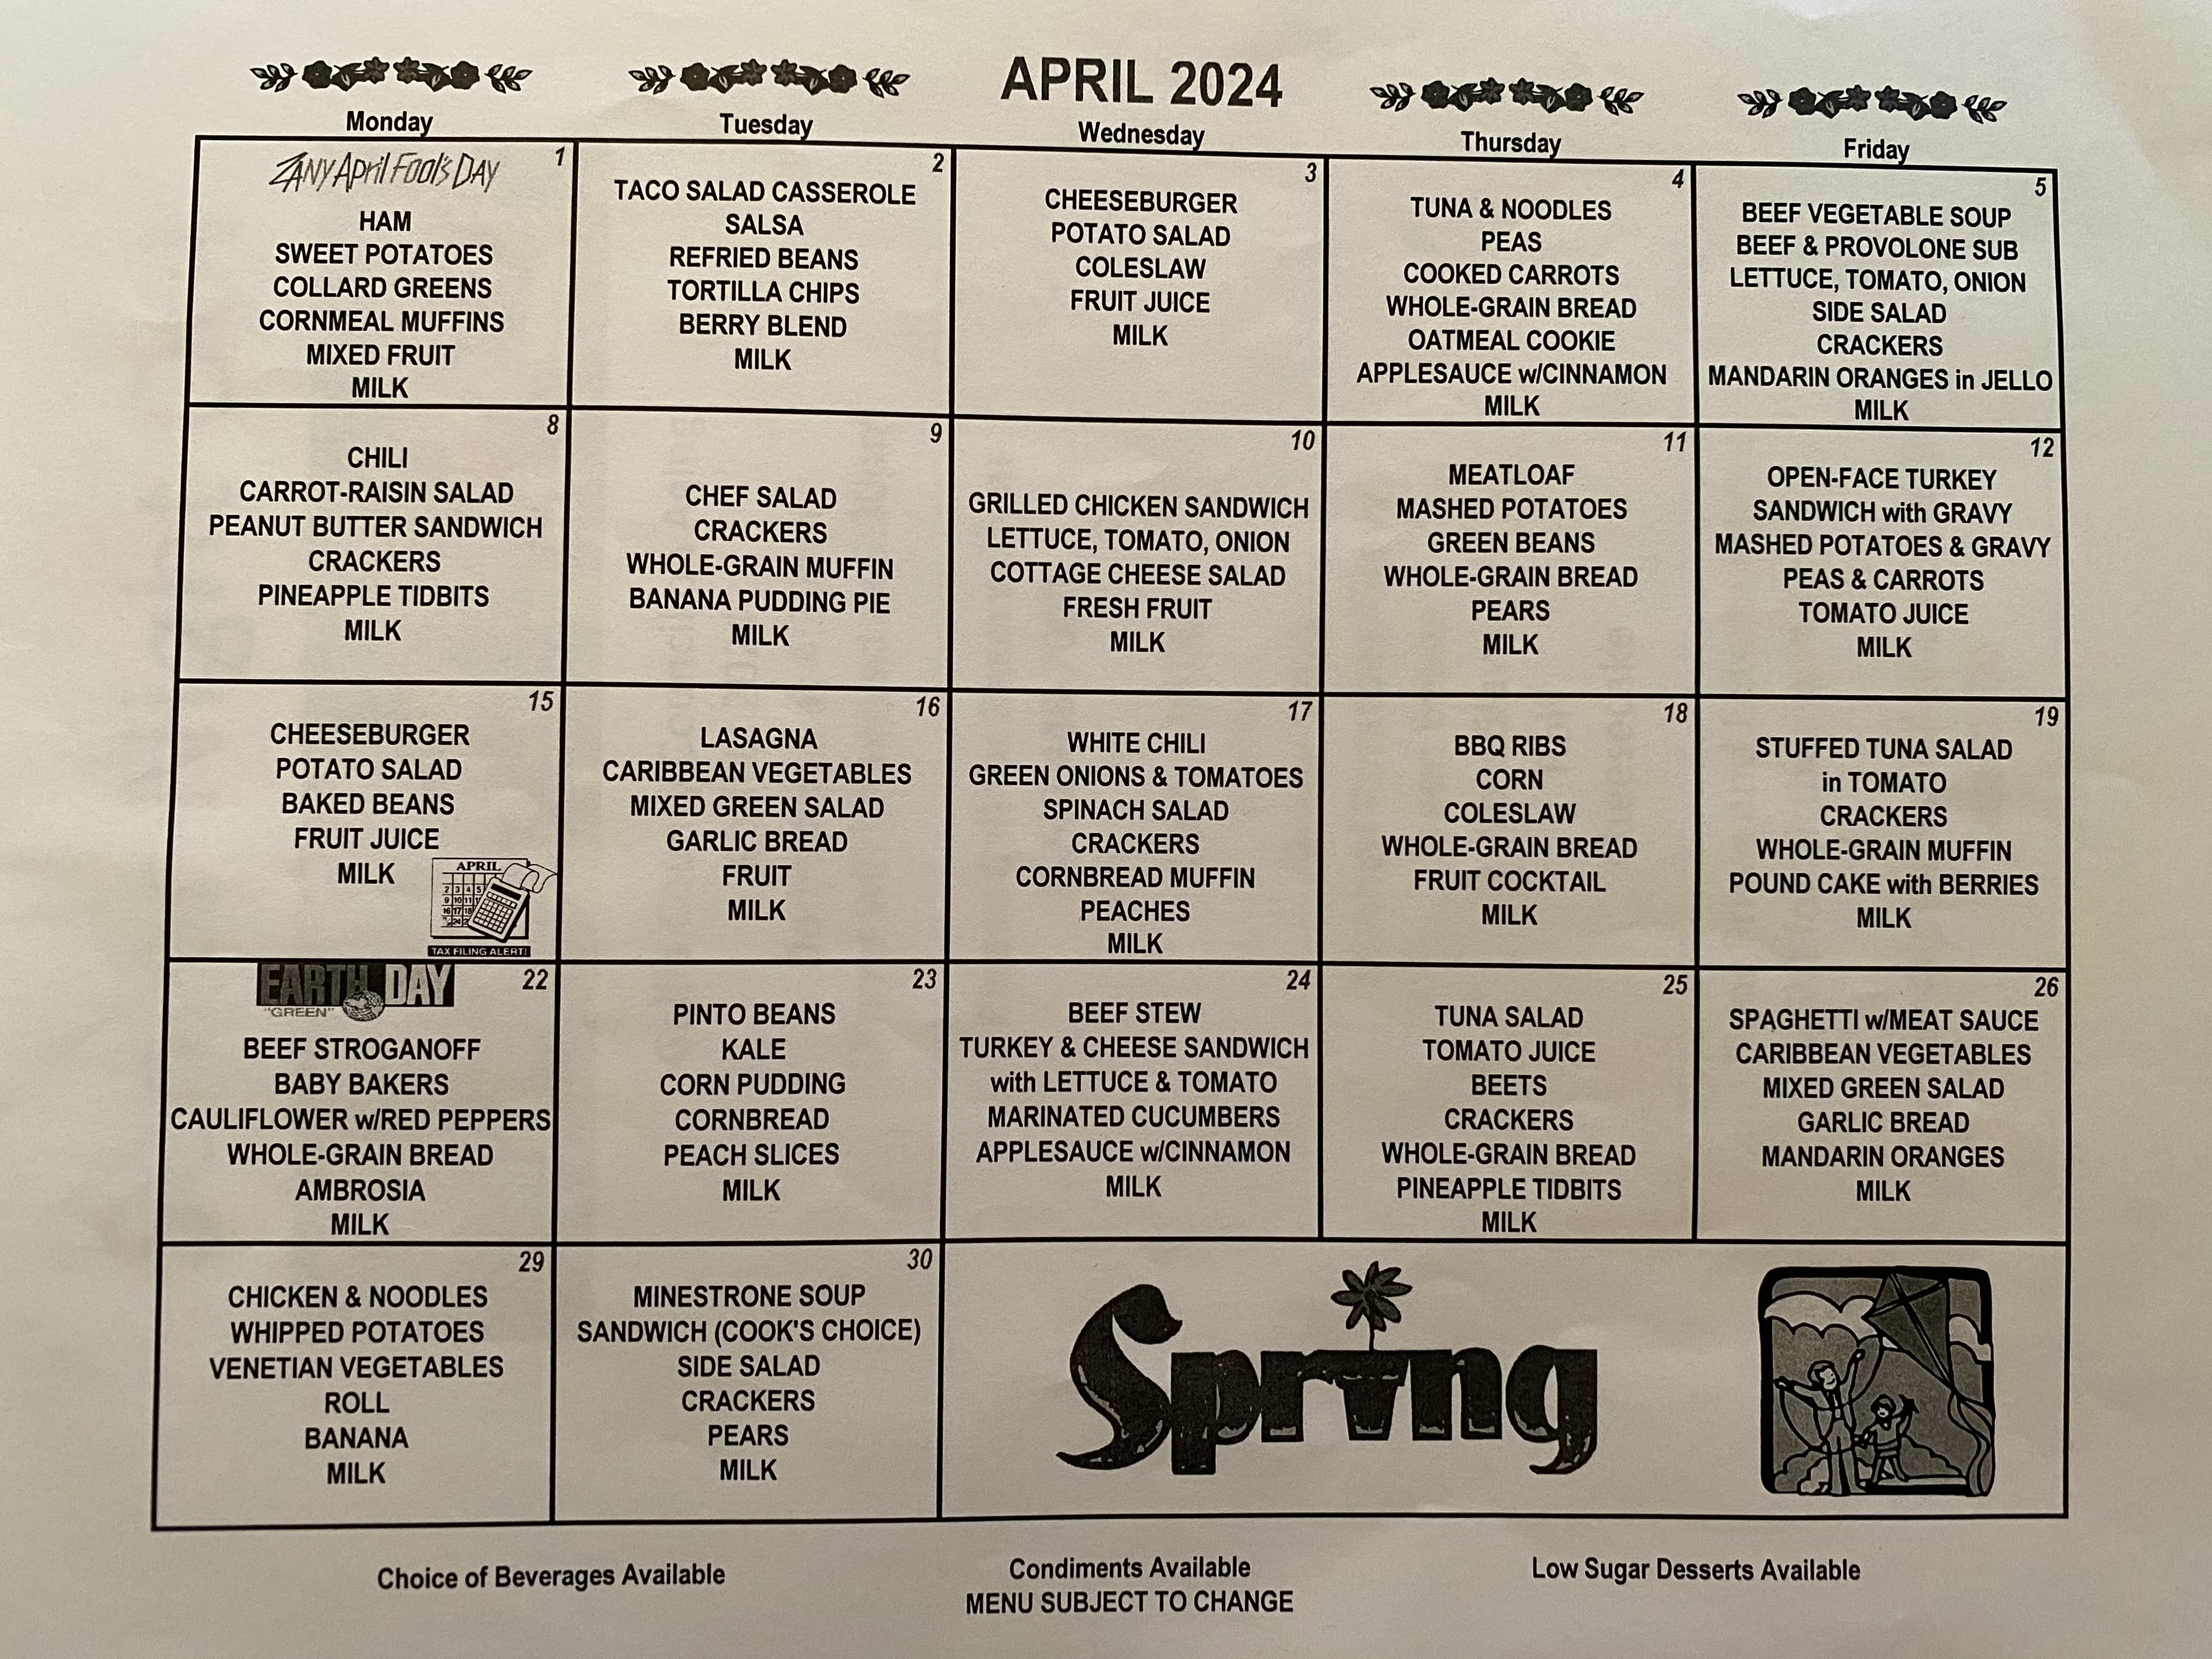 APRIL 2024
Monday
Tuesday
Wednesday
Thursday
Friday
ZANY April Fool's DAY
1
HAM
SWEET POTATOES
COLLARD GREENS
CORNMEAL MUFFINS
MIXED FRUIT
MILK
2
TACO SALAD CASSEROLE
SALSA
REFRIED BEANS
TORTILLA CHIPS
BERRY BLEND
MILK
3
CHEESEBURGER
POTATO SALAD
COLESLAW
FRUIT JUICE
MILK
4
TUNA & NOODLES
PEAS
COOKED CARROTS
WHOLE-GRAIN BREAD
OATMEAL COOKIE
APPLESAUCE w/CINNAMON
MILK
5
BEEF VEGETABLE SOUP
BEEF & PROVOLONE SUB
LETTUCE, TOMATO, ONION
SIDE SALAD
CRACKERS
MANDARIN ORANGES in JELLO
MILK
8
CHILI
CARROT-RAISIN SALAD
PEANUT BUTTER SANDWICH
CRACKERS
PINEAPPLE TIDBITS
MILK
9
CHEF SALAD
CRACKERS
WHOLE-GRAIN MUFFIN
BANANA PUDDING PIE
MILK
10
GRILLED CHICKEN SANDWICH
LETTUCE, TOMATO, ONION
COTTAGE CHEESE SALAD
FRESH FRUIT
MILK
11
MEATLOAF
MASHED POTATOES
GREEN BEANS
WHOLE-GRAIN BREAD
PEARS
MILK
12
OPEN-FACE TURKEY
SANDWICH with GRAVY
MASHED POTATOES & GRAVY
PEAS & CARROTS
TOMATO JUICE
MILK
15
CHEESEBURGER
POTATO SALAD
BAKED BEANS
FRUIT JUICE
MILK
APRIL
2 3 4 5
9 10 11
16 17 18
TAX FILING ALERT!
16
LASAGNA
CARIBBEAN VEGETABLES
MIXED GREEN SALAD
GARLIC BREAD
FRUIT
MILK
17
WHITE CHILI
GREEN ONIONS & TOMATOES
SPINACH SALAD
CRACKERS
CORNBREAD MUFFIN
PEACHES
MILK
18
BBQ RIBS
CORN
COLESLAW
WHOLE-GRAIN BREAD
FRUIT COCKTAIL
MILK
19
STUFFED TUNA SALAD
in TOMATO
CRACKERS
WHOLE-GRAIN MUFFIN
POUND CAKE with BERRIES
MILK
EARTH DAY
"GREEN"
22
BEEF STROGANOFF
BABY BAKERS
CAULIFLOWER w/RED PEPPERS
WHOLE-GRAIN BREAD
AMBROSIA
MILK
23
PINTO BEANS
KALE
CORN PUDDING
CORNBREAD
PEACH SLICES
MILK
24
BEEF STEW
TURKEY & CHEESE SANDWICH
with LETTUCE & TOMATO
MARINATED CUCUMBERS
APPLESAUCE w/CINNAMON
MILK
25
TUNA SALAD
TOMATO JUICE
BEETS
CRACKERS
WHOLE-GRAIN BREAD
PINEAPPLE TIDBITS
MILK
26
SPAGHETTI w/MEAT SAUCE
CARIBBEAN VEGETABLES
MIXED GREEN SALAD
GARLIC BREAD
MANDARIN ORANGES
MILK
29
CHICKEN & NOODLES
WHIPPED POTATOES
VENETIAN VEGETABLES
ROLL
BANANA
MILK
30
MINESTRONE SOUP
SANDWICH (COOK'S CHOICE)
SIDE SALAD
CRACKERS
PEARS
MILK
Spring
Choice of Beverages Available
Condiments Available
Low Sugar Desserts Available
MENU SUBJECT TO CHANGE